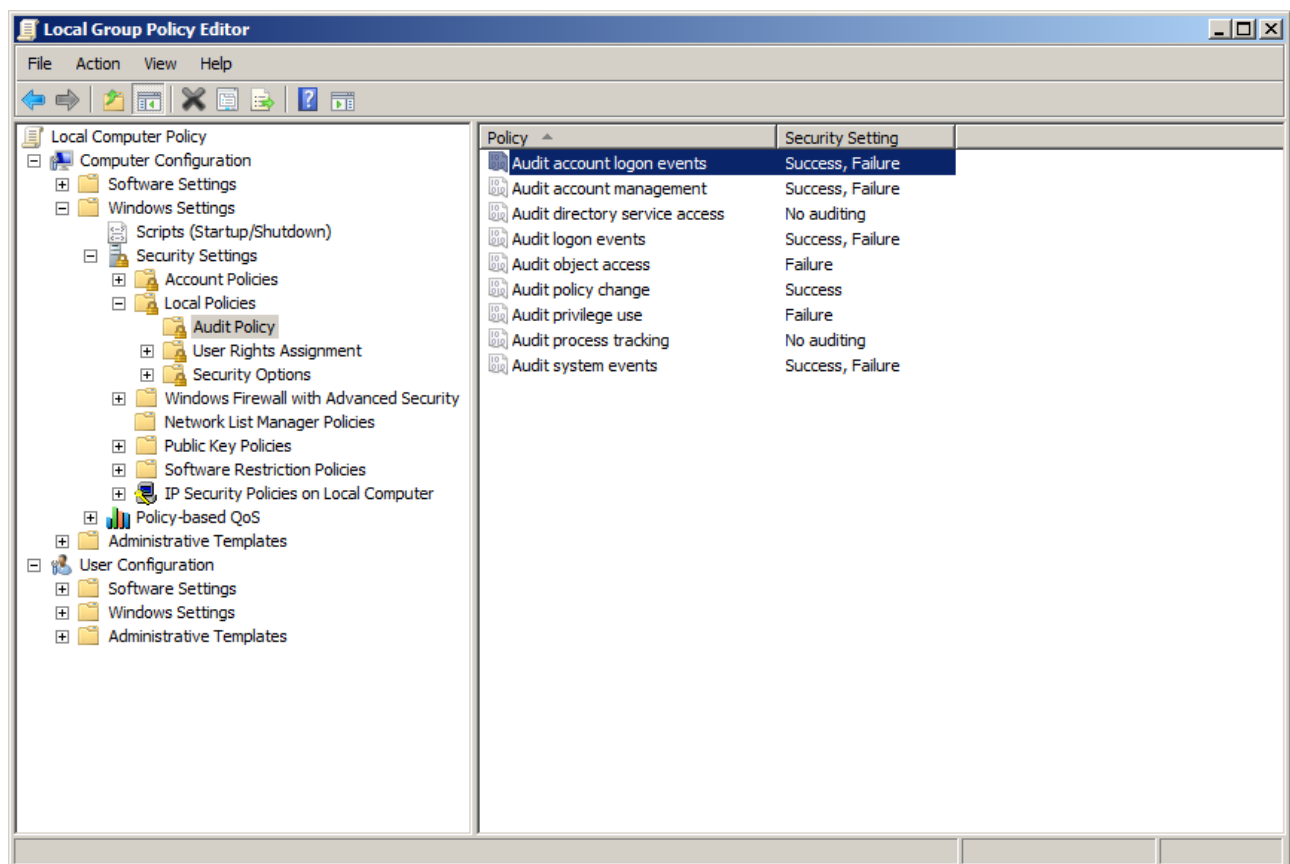 Local Group Policy Editor
File Action View Help
Local Computer Policy
Computer Configuration
Software Settings
Windows Settings
Scripts (Startup/Shutdown)
Security Settings
Account Policies
Local Policies
Audit Policy
User Rights Assignment
Security Options
Windows Firewall with Advanced Security
Network List Manager Policies
Public Key Policies
Software Restriction Policies
IP Security Policies on Local Computer
Policy-based QoS
Administrative Templates
User Configuration
Software Settings
Windows Settings
Administrative Templates
Policy Security Setting
Audit account logon events Success, Failure
Audit account management Success, Failure
Audit directory service access No auditing
Audit logon events Success, Failure
Audit object access Failure
Audit policy change Success
Audit privilege use Failure
Audit process tracking No auditing
Audit system events Success, Failure